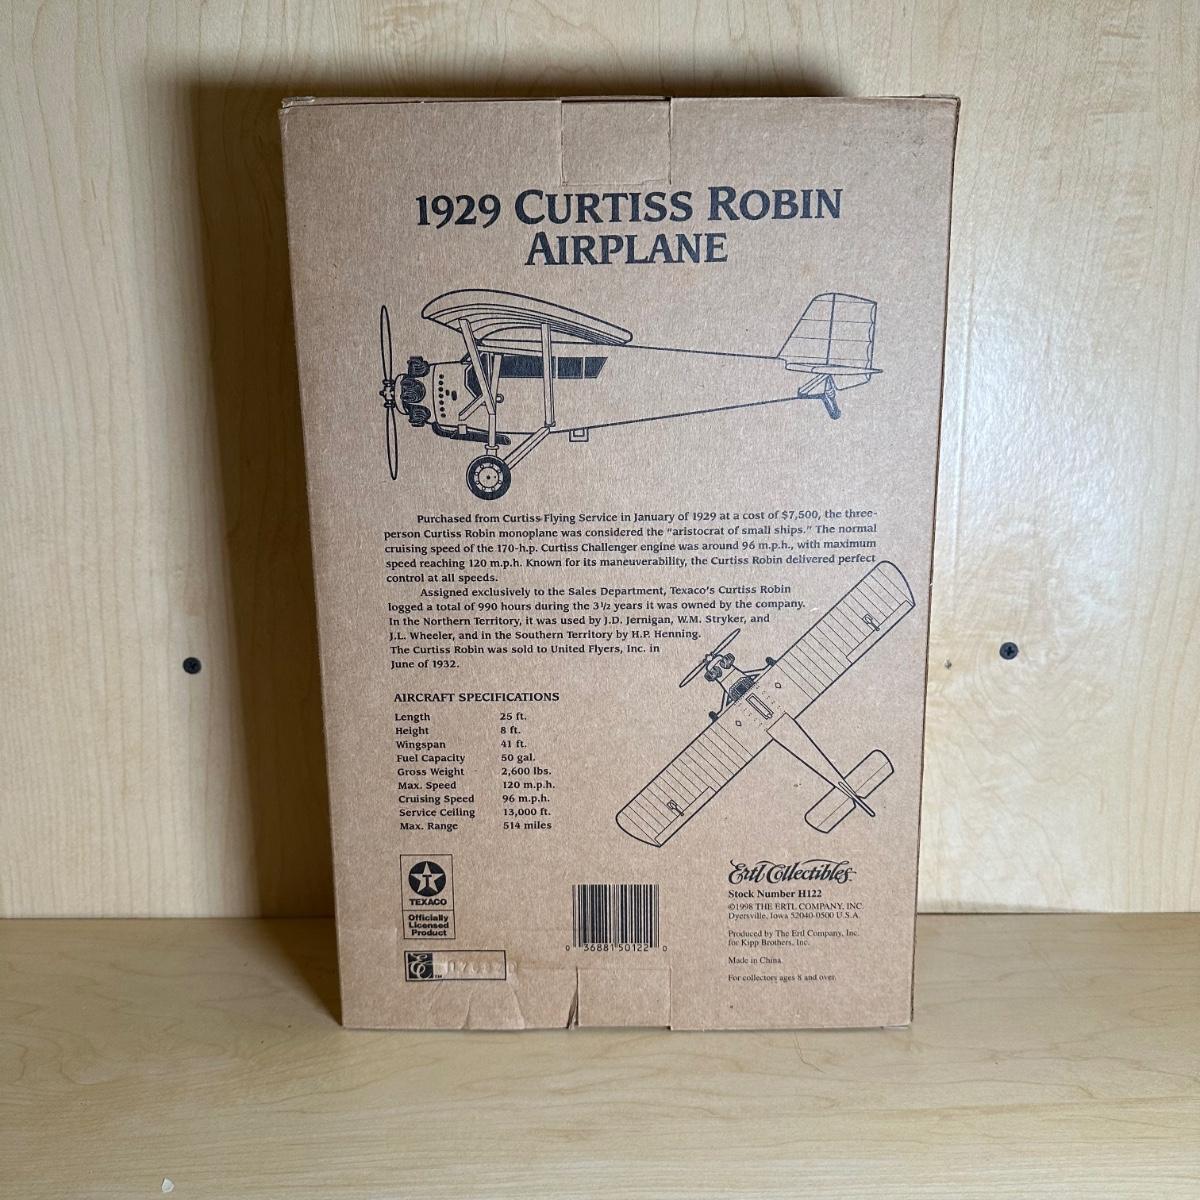 1929 CURTISS ROBIN
AIRPLANE
Purchased from Curtiss Flying Service in January of 1929 at a cost of $7,500, the three-
person Curtiss Robin monoplane was considered the "aristocrat of small ships." The normal
cruising speed of the 170-h.p. Curtiss Challenger engine was around 96 m.p.h., with maximum
speed reaching 120 m.p.h. Known for its maneuverability, the Curtiss Robin delivered perfect
control at all speeds.
Assigned exclusively to the Sales Department, Texaco's Curtiss Robin
logged a total of 990 hours during the 3 1/2 years it was owned by the company.
In the Northern Territory, it was used by J.D. Jernigan, W.M. Stryker, and
J.L. Wheeler, and in the Southern Territory by H.P. Henning.
The Curtiss Robin was sold to United Flyers, Inc. in
June of 1932.
AIRCRAFT SPECIFICATIONS
Length 25 ft.
Height 8 ft.
Wingspan 41 ft.
Fuel Capacity 50 gal.
Gross Weight 2,600 lbs.
Max. Speed 120 m.p.h.
Cruising Speed 96 m.p.h.
Service Ceiling 13,000 ft.
Max. Range 514 miles
T
TEXACO
Officially
Licensed
Product
E TM
0 36881 50122 0
Ertl Collectibles
Stock Number H122
©1998 THE ERTL COMPANY, INC.
Dyersville, Iowa 52040-0500 U.S.A.
Produced by The Ertl Company, Inc.
for Kipp Brothers, Inc.
Made in China
For collectors ages 8 and over.